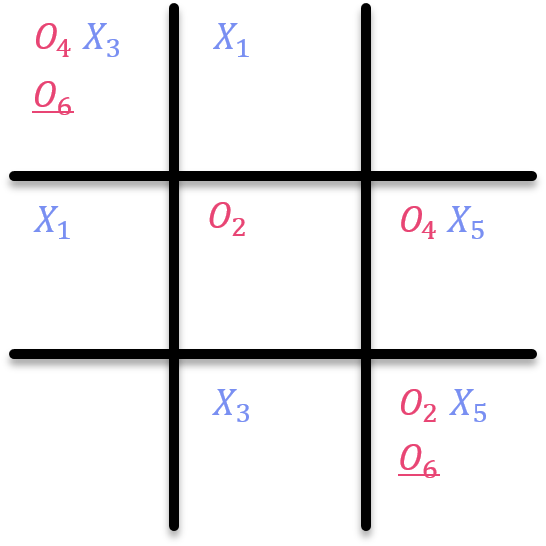 O₄ X₃ X₁
O₆
X₁ O₂ O₄ X₅
X₃ O₂ X₅
O₆